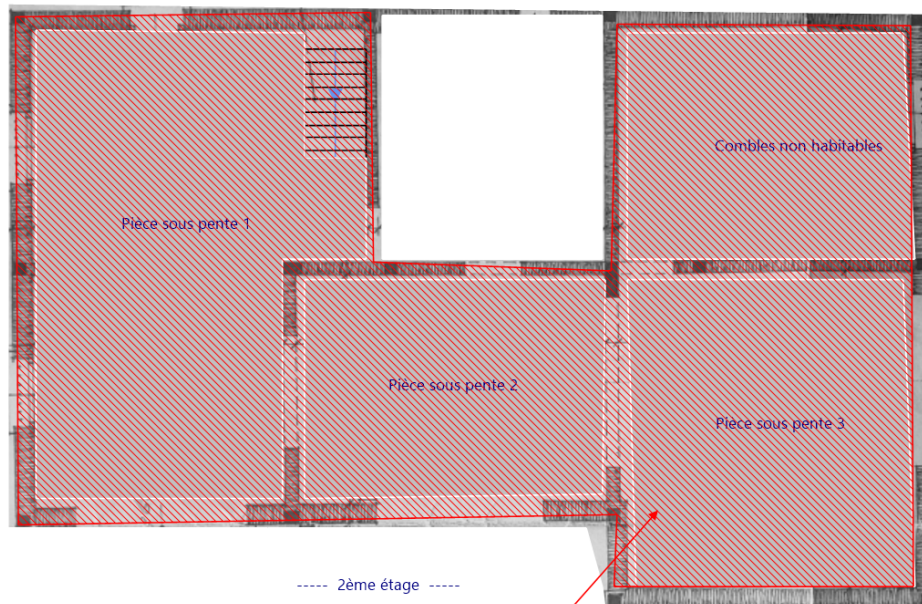 Combles non habitables
Pièce sous pente 1
Pièce sous pente 2
Pièce sous pente 3
----- 2ème étage -----